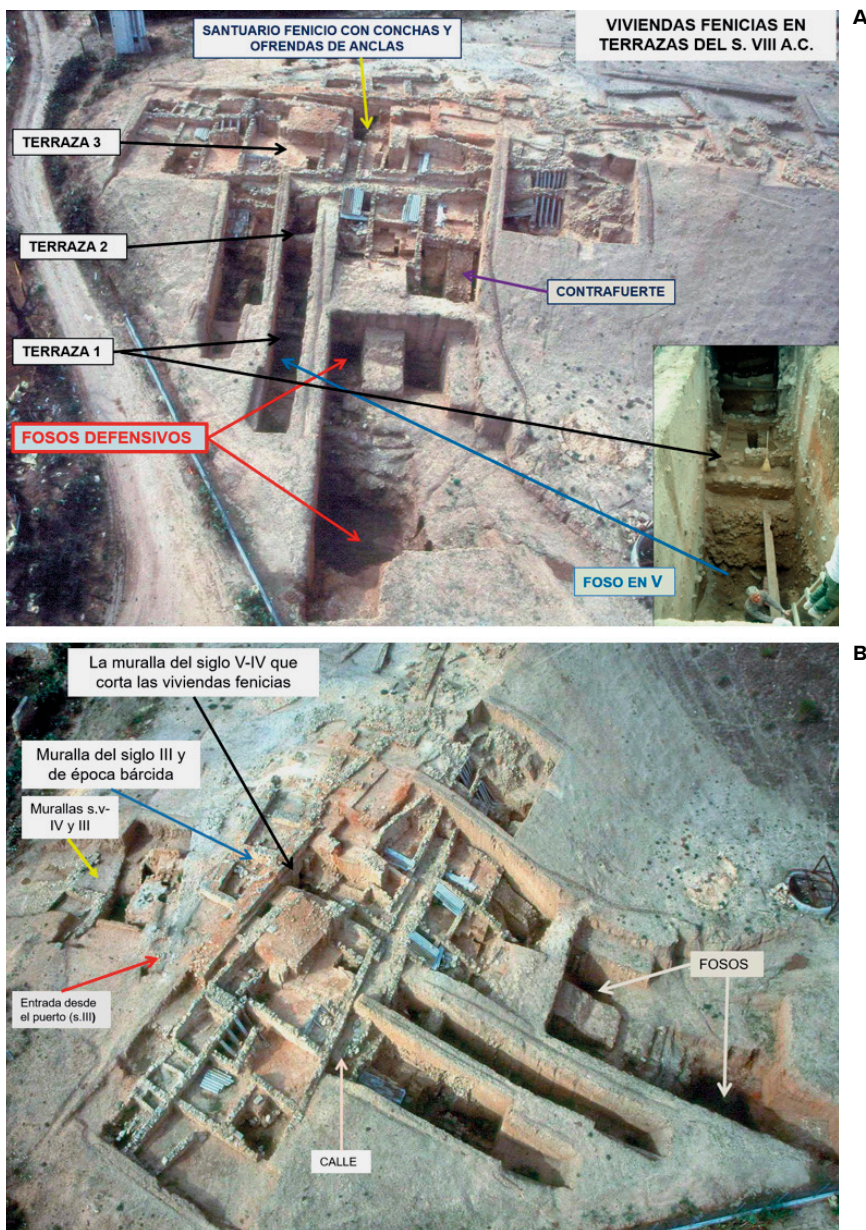 A
VIVIENDAS FENICIAS EN
TERRAZAS DEL S. VIII A.C.
SANTUARIO FENICIO CON CONCHAS Y
OFRENDAS DE ANCLAS
TERRAZA 3
TERRAZA 2
CONTRAFUERTE
TERRAZA 1
FOSOS DEFENSIVOS
FOSO EN V
B
La muralla del siglo V-IV que
corta las viviendas fenicias
Muralla del siglo III y
de época bárcida
Murallas s.v-
IV y III
Entrada desde
el puerto (s.III)
FOSOS
CALLE